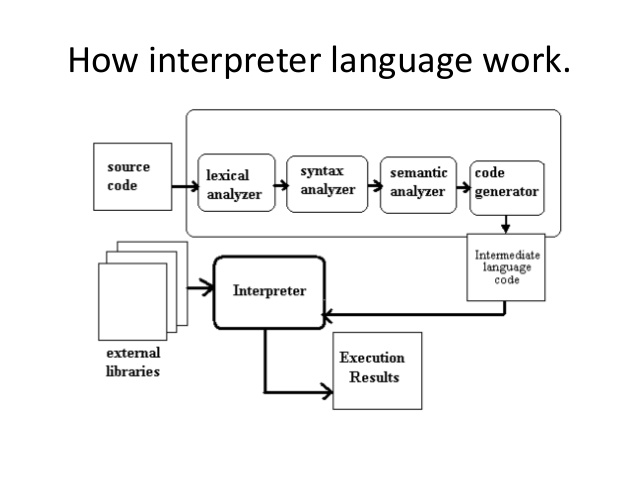 How interpreter language work.
source
code
lexical
analyzer
syntax
analyzer
semantic
analyzer
code
generator
Intermediate
language
code
Interpreter
external
libraries
Execution
Results